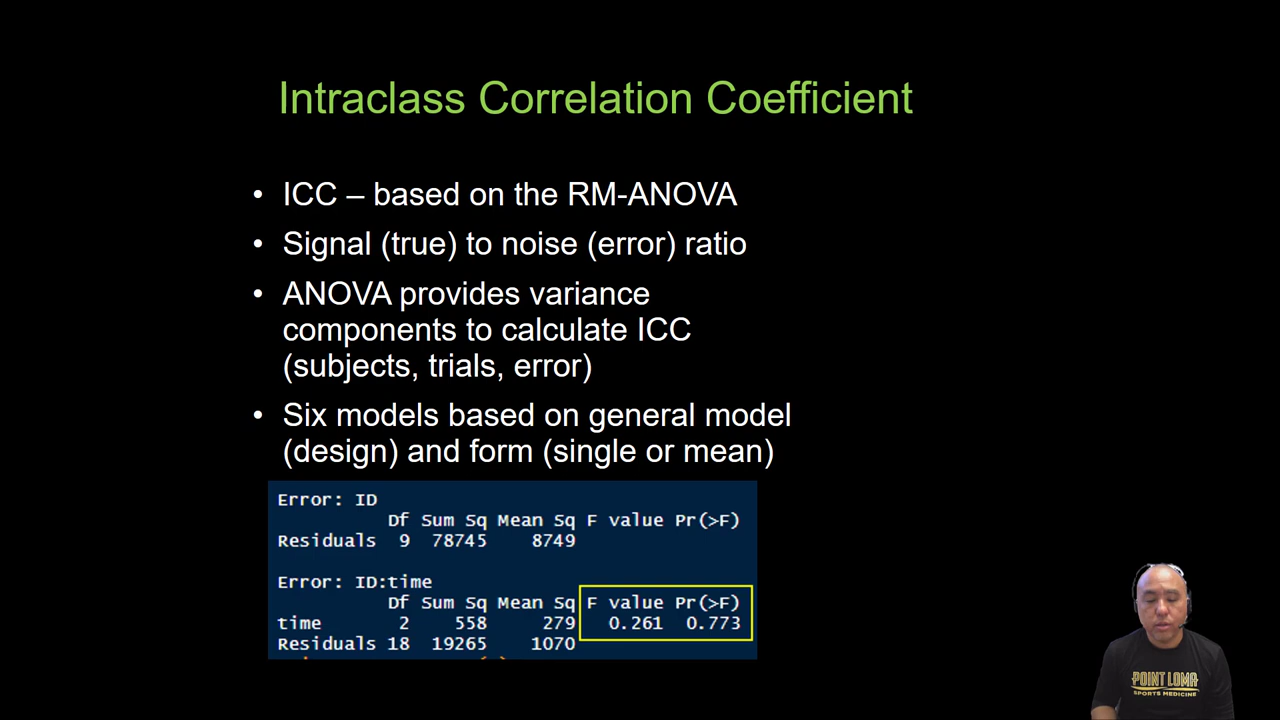 Intraclass Correlation Coefficient
• ICC – based on the RM-ANOVA
• Signal (true) to noise (error) ratio
• ANOVA provides variance
components to calculate ICC
(subjects, trials, error)
• Six models based on general model
(design) and form (single or mean)
Error: ID
Df Sum Sq Mean Sq F value Pr(>F)
Residuals 9 78745 8749
Error: ID:time
Df Sum Sq Mean Sq F value Pr(>F)
time 2 558 279 0.261 0.773
Residuals 18 19265 1070
POINT LOMA
SPORTS MEDICINE